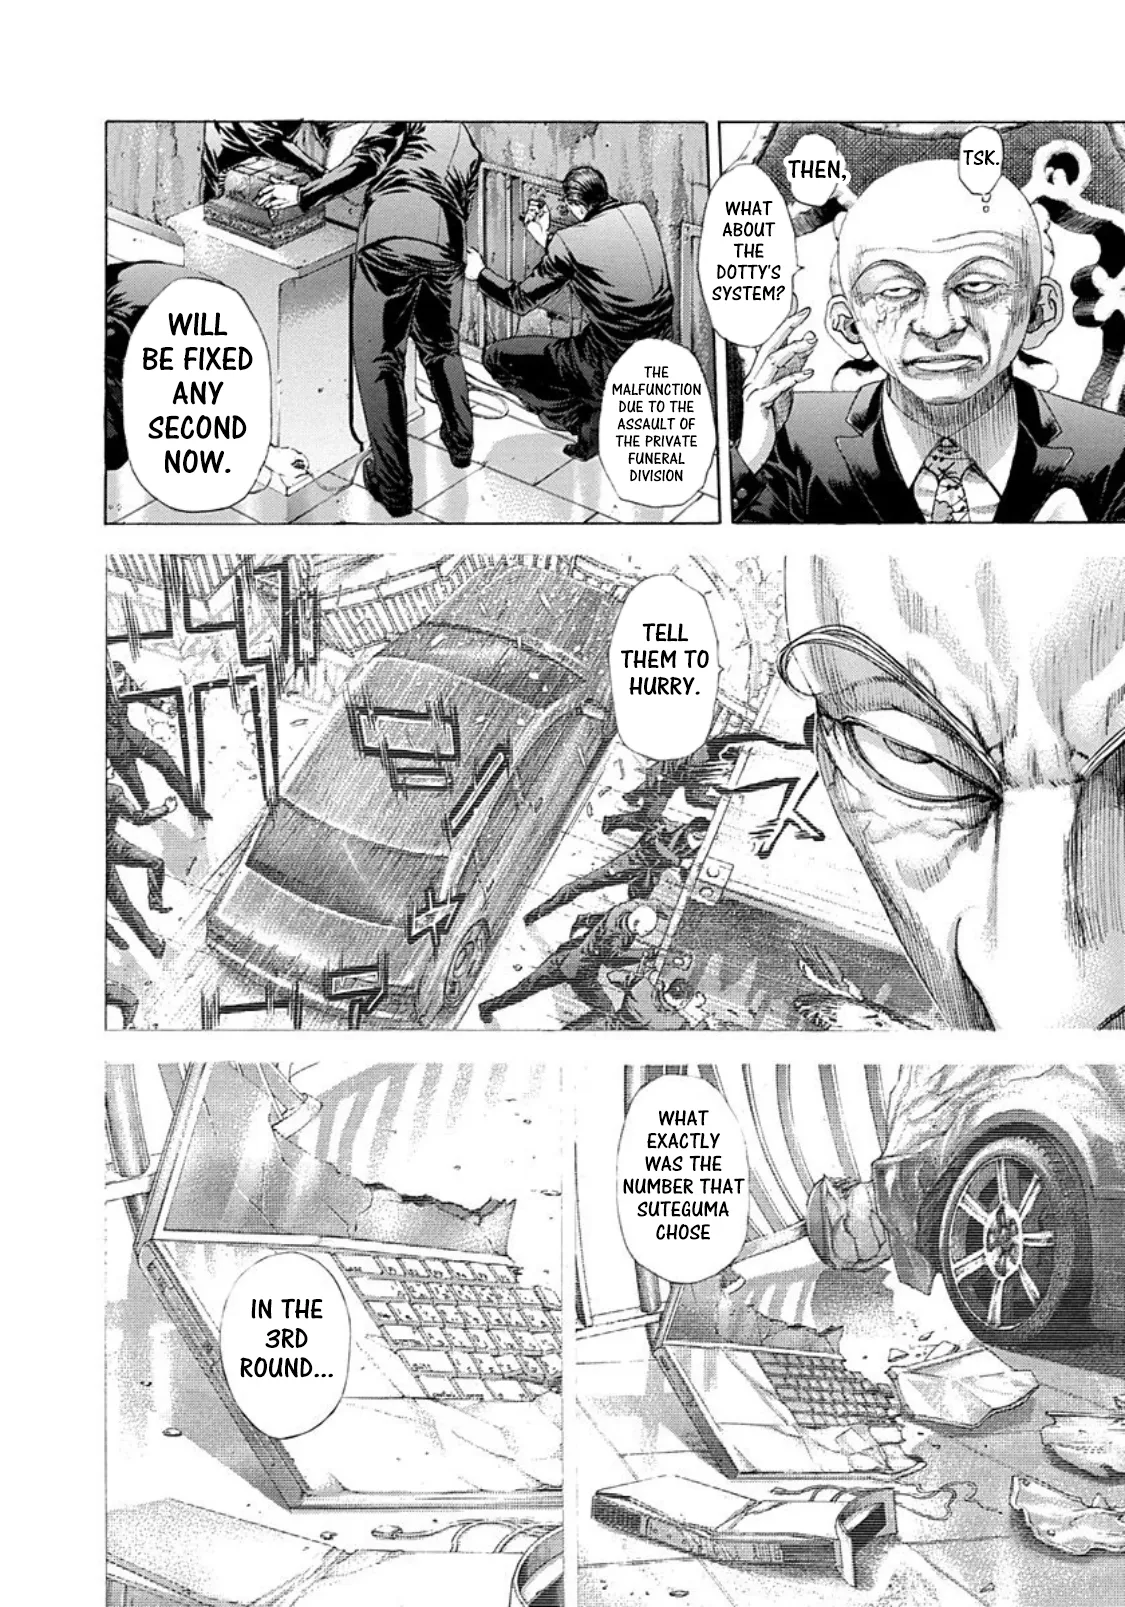 TSK.
THEN,
WHAT
ABOUT
THE
DOTTY'S
SYSTEM?
THE
MALFUNCTION
DUE TO THE
ASSAULT OF
THE PRIVATE
FUNERAL
DIVISION
WILL
BE FIXED
ANY
SECOND
NOW.
TELL
THEM TO
HURRY.
WHAT
EXACTLY
WAS THE
NUMBER THAT
SUTEGUMA
CHOSE
IN THE
3RD
ROUND...